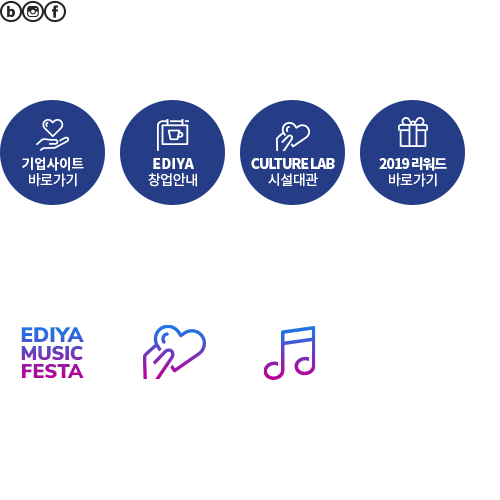 기업사이트
바로가기
EDIYA
창업안내
CULTURE LAB
시설대관
2019 리워드
바로가기
EDIYA
MUSIC
FESTA